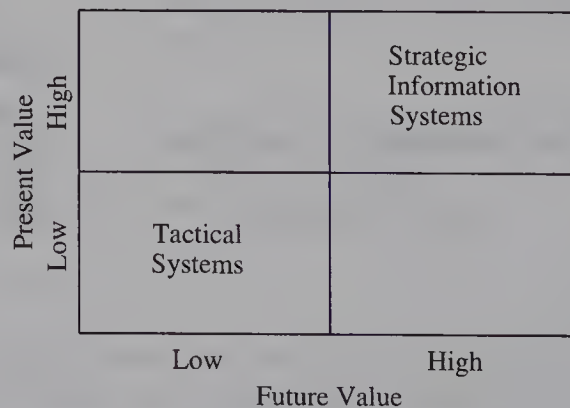 Strategic
Information
Systems
Present Value
High
Low
Tactical
Systems
Low
High
Future Value